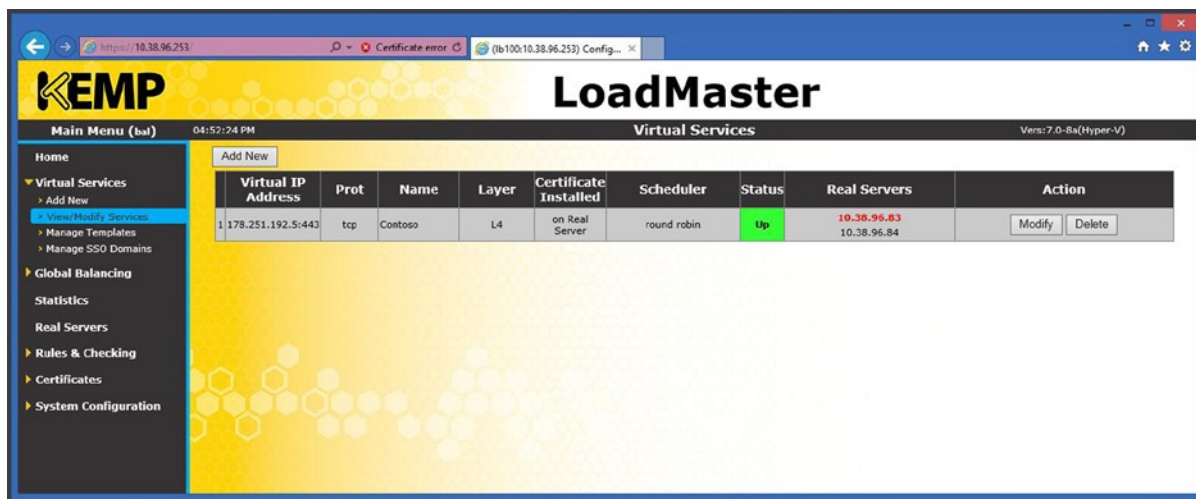 https://10.38.96.253/
Certificate error
(lb100:10.38.96.253) Config...
KEMP
LoadMaster
Main Menu (bal)
04:52:24 PM
Virtual Services
Vers:7.0-8a(Hyper-V)
Home
Virtual Services
Add New
View/Modify Services
Manage Templates
Manage SSO Domains
Global Balancing
Statistics
Real Servers
Rules & Checking
Certificates
System Configuration
Add New
Virtual IP Address Prot Name Layer Certificate Installed Scheduler Status Real Servers Action
1 178.251.192.5:443 tcp Contoso L4 on Real Server round robin Up 10.38.96.83 10.38.96.84 Modify Delete